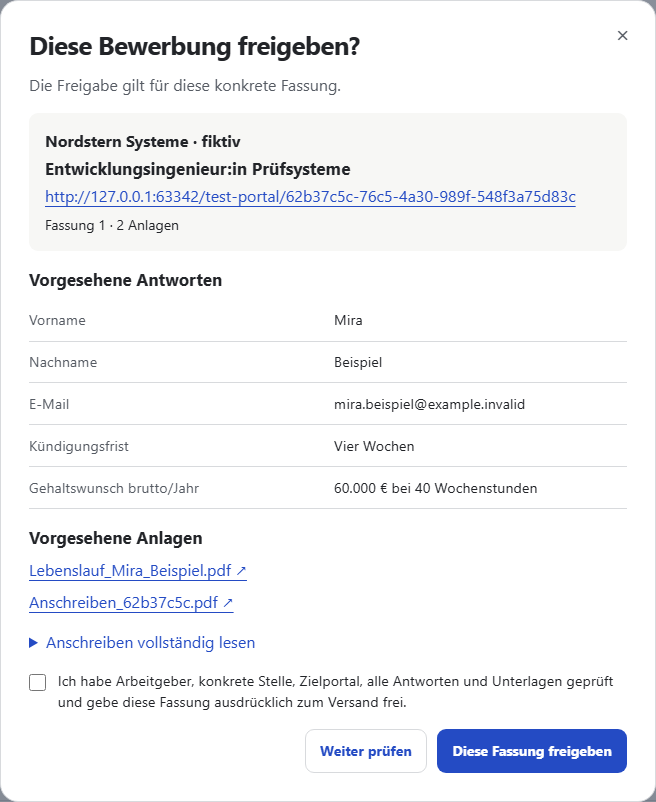 Diese Bewerbung freigeben?
×
Die Freigabe gilt für diese konkrete Fassung.
Nordstern Systeme · fiktiv
Entwicklungsingenieur:in Prüfsysteme
http://127.0.0.1:63342/test-portal/62b37c5c-76c5-4a30-989f-548f3a75d83c
Fassung 1 · 2 Anlagen
Vorgesehene Antworten
Vorname Mira
Nachname Beispiel
E-Mail mira.beispiel@example.invalid
Kündigungsfrist Vier Wochen
Gehaltswunsch brutto/Jahr 60.000 € bei 40 Wochenstunden
Vorgesehene Anlagen
Lebenslauf_Mira_Beispiel.pdf ↗
Anschreiben_62b37c5c.pdf ↗
▶ Anschreiben vollständig lesen
Ich habe Arbeitgeber, konkrete Stelle, Zielportal, alle Antworten und Unterlagen geprüft
und gebe diese Fassung ausdrücklich zum Versand frei.
Weiter prüfen Diese Fassung freigeben